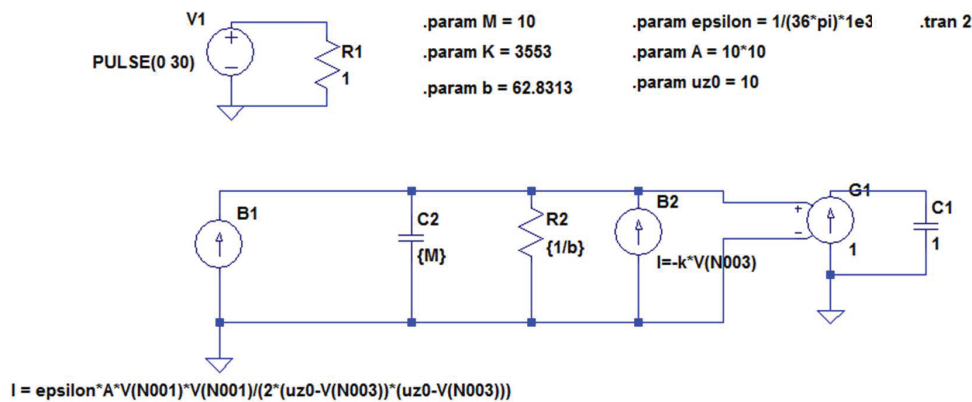 V1
PULSE(0 30)
R1
1
.param M = 10
.param K = 3553
.param b = 62.8313
.param epsilon = 1/(36*pi)*1e3
.param A = 10*10
.param uz0 = 10
.tran 2
B1
C2
{M}
R2
{1/b}
B2
I=-k*V(N003)
G1
1
C1
1
I = epsilon*A*V(N001)*V(N001)/(2*(uz0-V(N003))*(uz0-V(N003)))